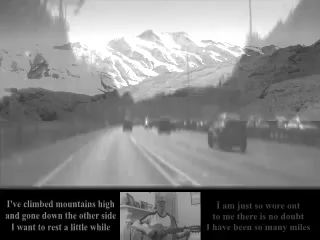 I've climbed mountains high
and gone down the other side
I want to rest a little while
I am just so wore out
to me there is no doubt
I have been so many miles